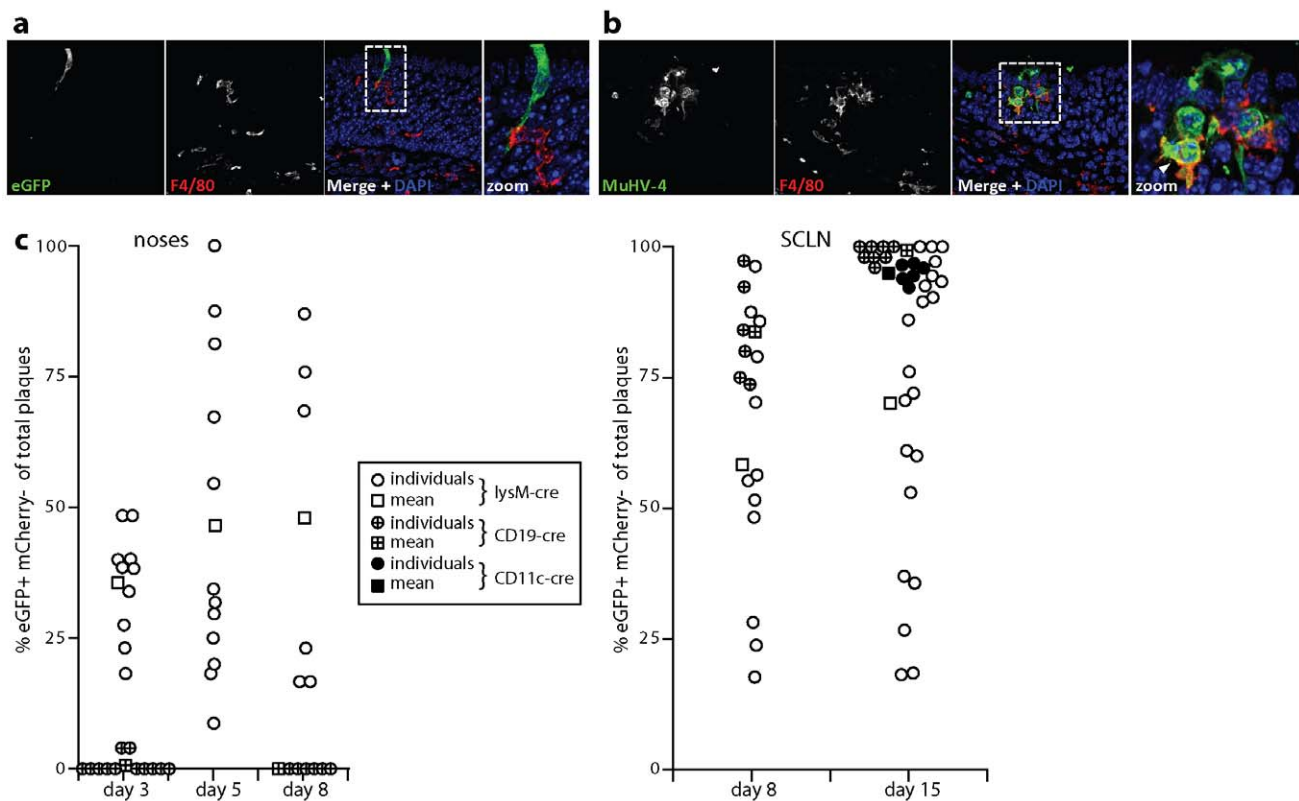 a
b
eGFP
F4/80
Merge + DAPI
zoom
MuHV-4
F4/80
Merge + DAPI
zoom
c
noses
% eGFP+ mCherry- of total plaques
100
75
50
25
0
day 3
day 5
day 8
individuals
mean
} lysM-cre
individuals
mean
} CD19-cre
individuals
mean
} CD11c-cre
SCLN
% eGFP+ mCherry- of total plaques
100
75
50
25
0
day 8
day 15